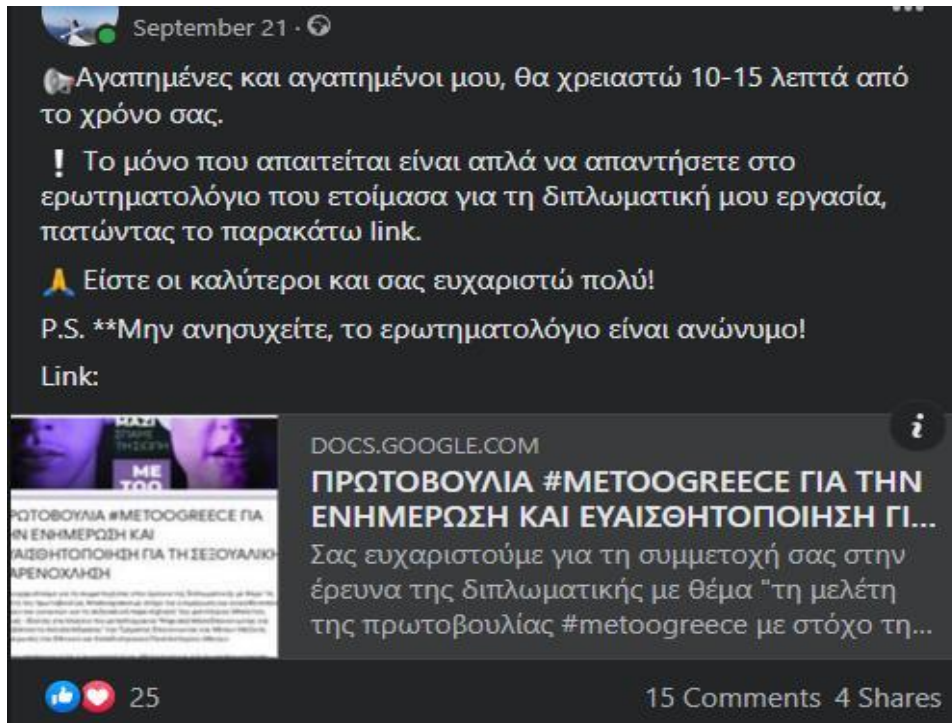 September 21 ·
Αγαπημένες και αγαπημένοι μου, θα χρειαστώ 10-15 λεπτά από
το χρόνο σας.
! Το μόνο που απαιτείται είναι απλά να απαντήσετε στο
ερωτηματολόγιο που ετοίμασα για τη διπλωματική μου εργασία,
πατώντας το παρακάτω link.
Είστε οι καλύτεροι και σας ευχαριστώ πολύ!
P.S. **Μην ανησυχείτε, το ερωτηματολόγιο είναι ανώνυμο!
Link:
ΜΑΖΙ
ΣΠΑΜΕ
ΤΗ ΣΙΩΠΗ
ME
TOO
ΡΩΤΟΒΟΥΛΙΑ #METOOGREECE ΓΙΑ
ΗΝ ΕΝΗΜΕΡΩΣΗ ΚΑΙ
ΥΑΙΣΘΗΤΟΠΟΙΗΣΗ ΓΙΑ ΤΗ ΣΕΞΟΥΑΛΙΚΗ
ΑΡΕΝΟΧΛΗΣΗ
DOCS.GOOGLE.COM
ΠΡΩΤΟΒΟΥΛΙΑ #METOOGREECE ΓΙΑ ΤΗΝ
ΕΝΗΜΕΡΩΣΗ ΚΑΙ ΕΥΑΙΣΘΗΤΟΠΟΙΗΣΗ ΓΙ...
Σας ευχαριστούμε για τη συμμετοχή σας στην
έρευνα της διπλωματικής με θέμα "τη μελέτη
της πρωτοβουλίας #metoogreece με στόχο τη...
25
15 Comments 4 Shares